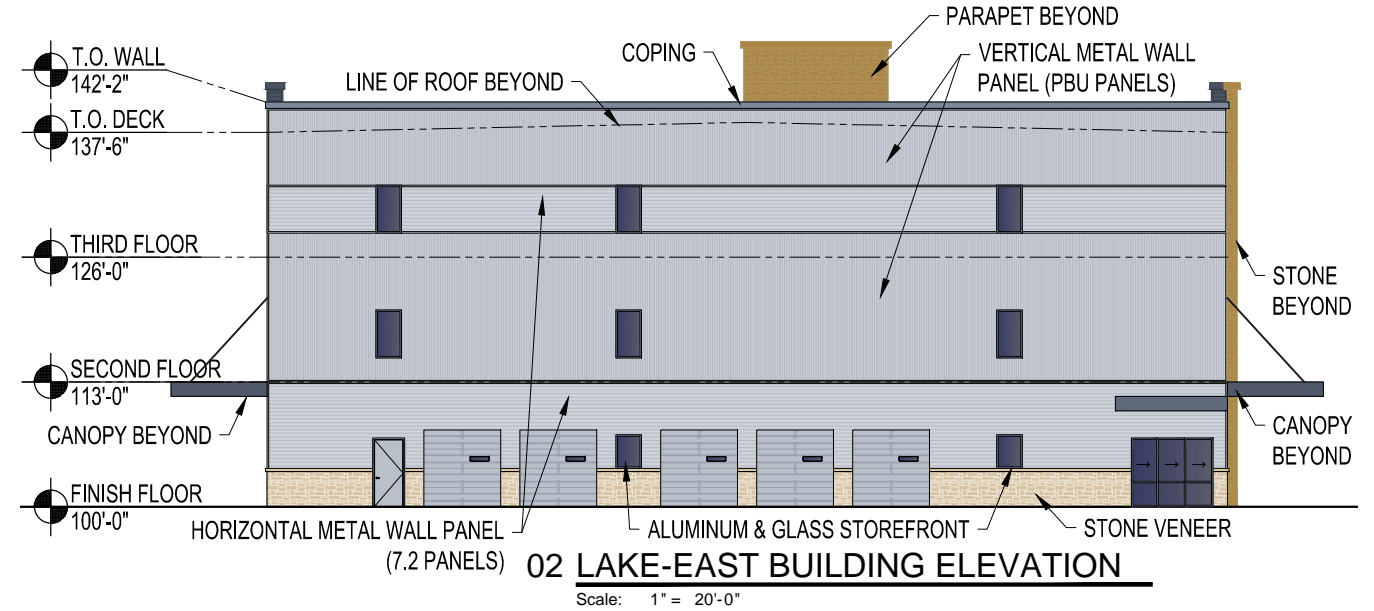 PARAPET BEYOND
T.O. WALL
142'-2"
COPING
VERTICAL METAL WALL
PANEL (PBU PANELS)
LINE OF ROOF BEYOND
T.O. DECK
137'-6"
THIRD FLOOR
126'-0"
STONE
BEYOND
SECOND FLOOR
113'-0"
CANOPY BEYOND
CANOPY
BEYOND
FINISH FLOOR
100'-0"
HORIZONTAL METAL WALL PANEL
(7.2 PANELS)
ALUMINUM & GLASS STOREFRONT
STONE VENEER
02 LAKE-EAST BUILDING ELEVATION
Scale: 1" = 20'-0"